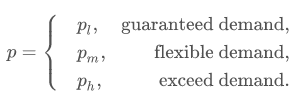 p = { p_l, guaranteed demand,
p_m, flexible demand,
p_h, exceed demand.